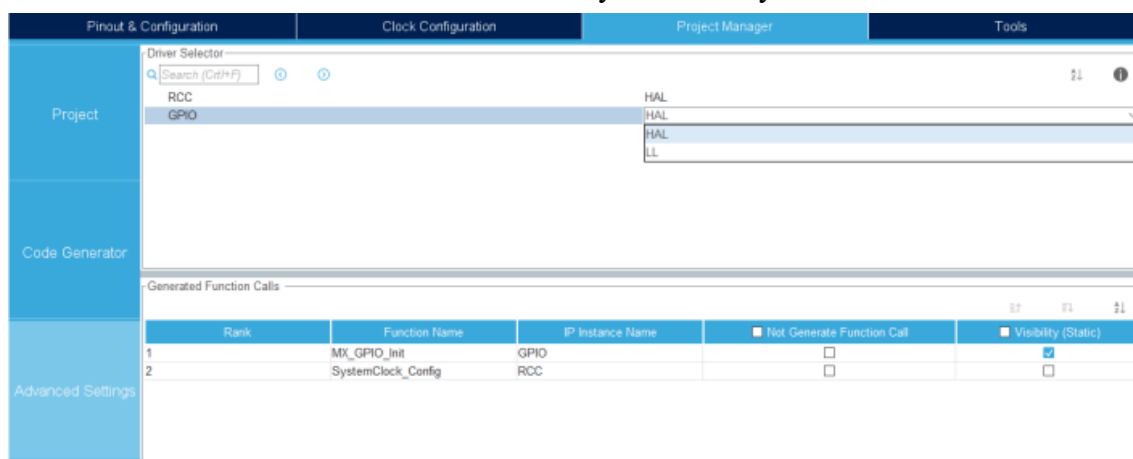 Pinout & Configuration Clock Configuration Project Manager Tools
Driver Selector
Search (Crtl+F)
RCC HAL
Project GPIO HAL
HAL
LL
Code Generator
Generated Function Calls
Rank Function Name IP Instance Name Not Generate Function Call Visibility (Static)
1 MX_GPIO_Init GPIO
2 SystemClock_Config RCC
Advanced Settings